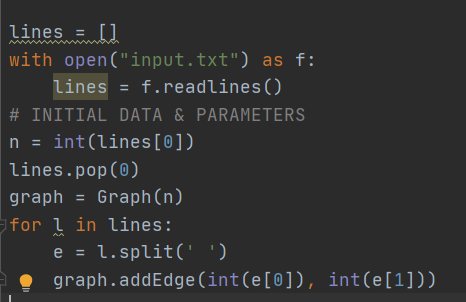 lines = []
with open("input.txt") as f:
    lines = f.readlines()
# INITIAL DATA & PARAMETERS
n = int(lines[0])
lines.pop(0)
graph = Graph(n)
for l in lines:
    e = l.split(' ')
    graph.addEdge(int(e[0]), int(e[1]))